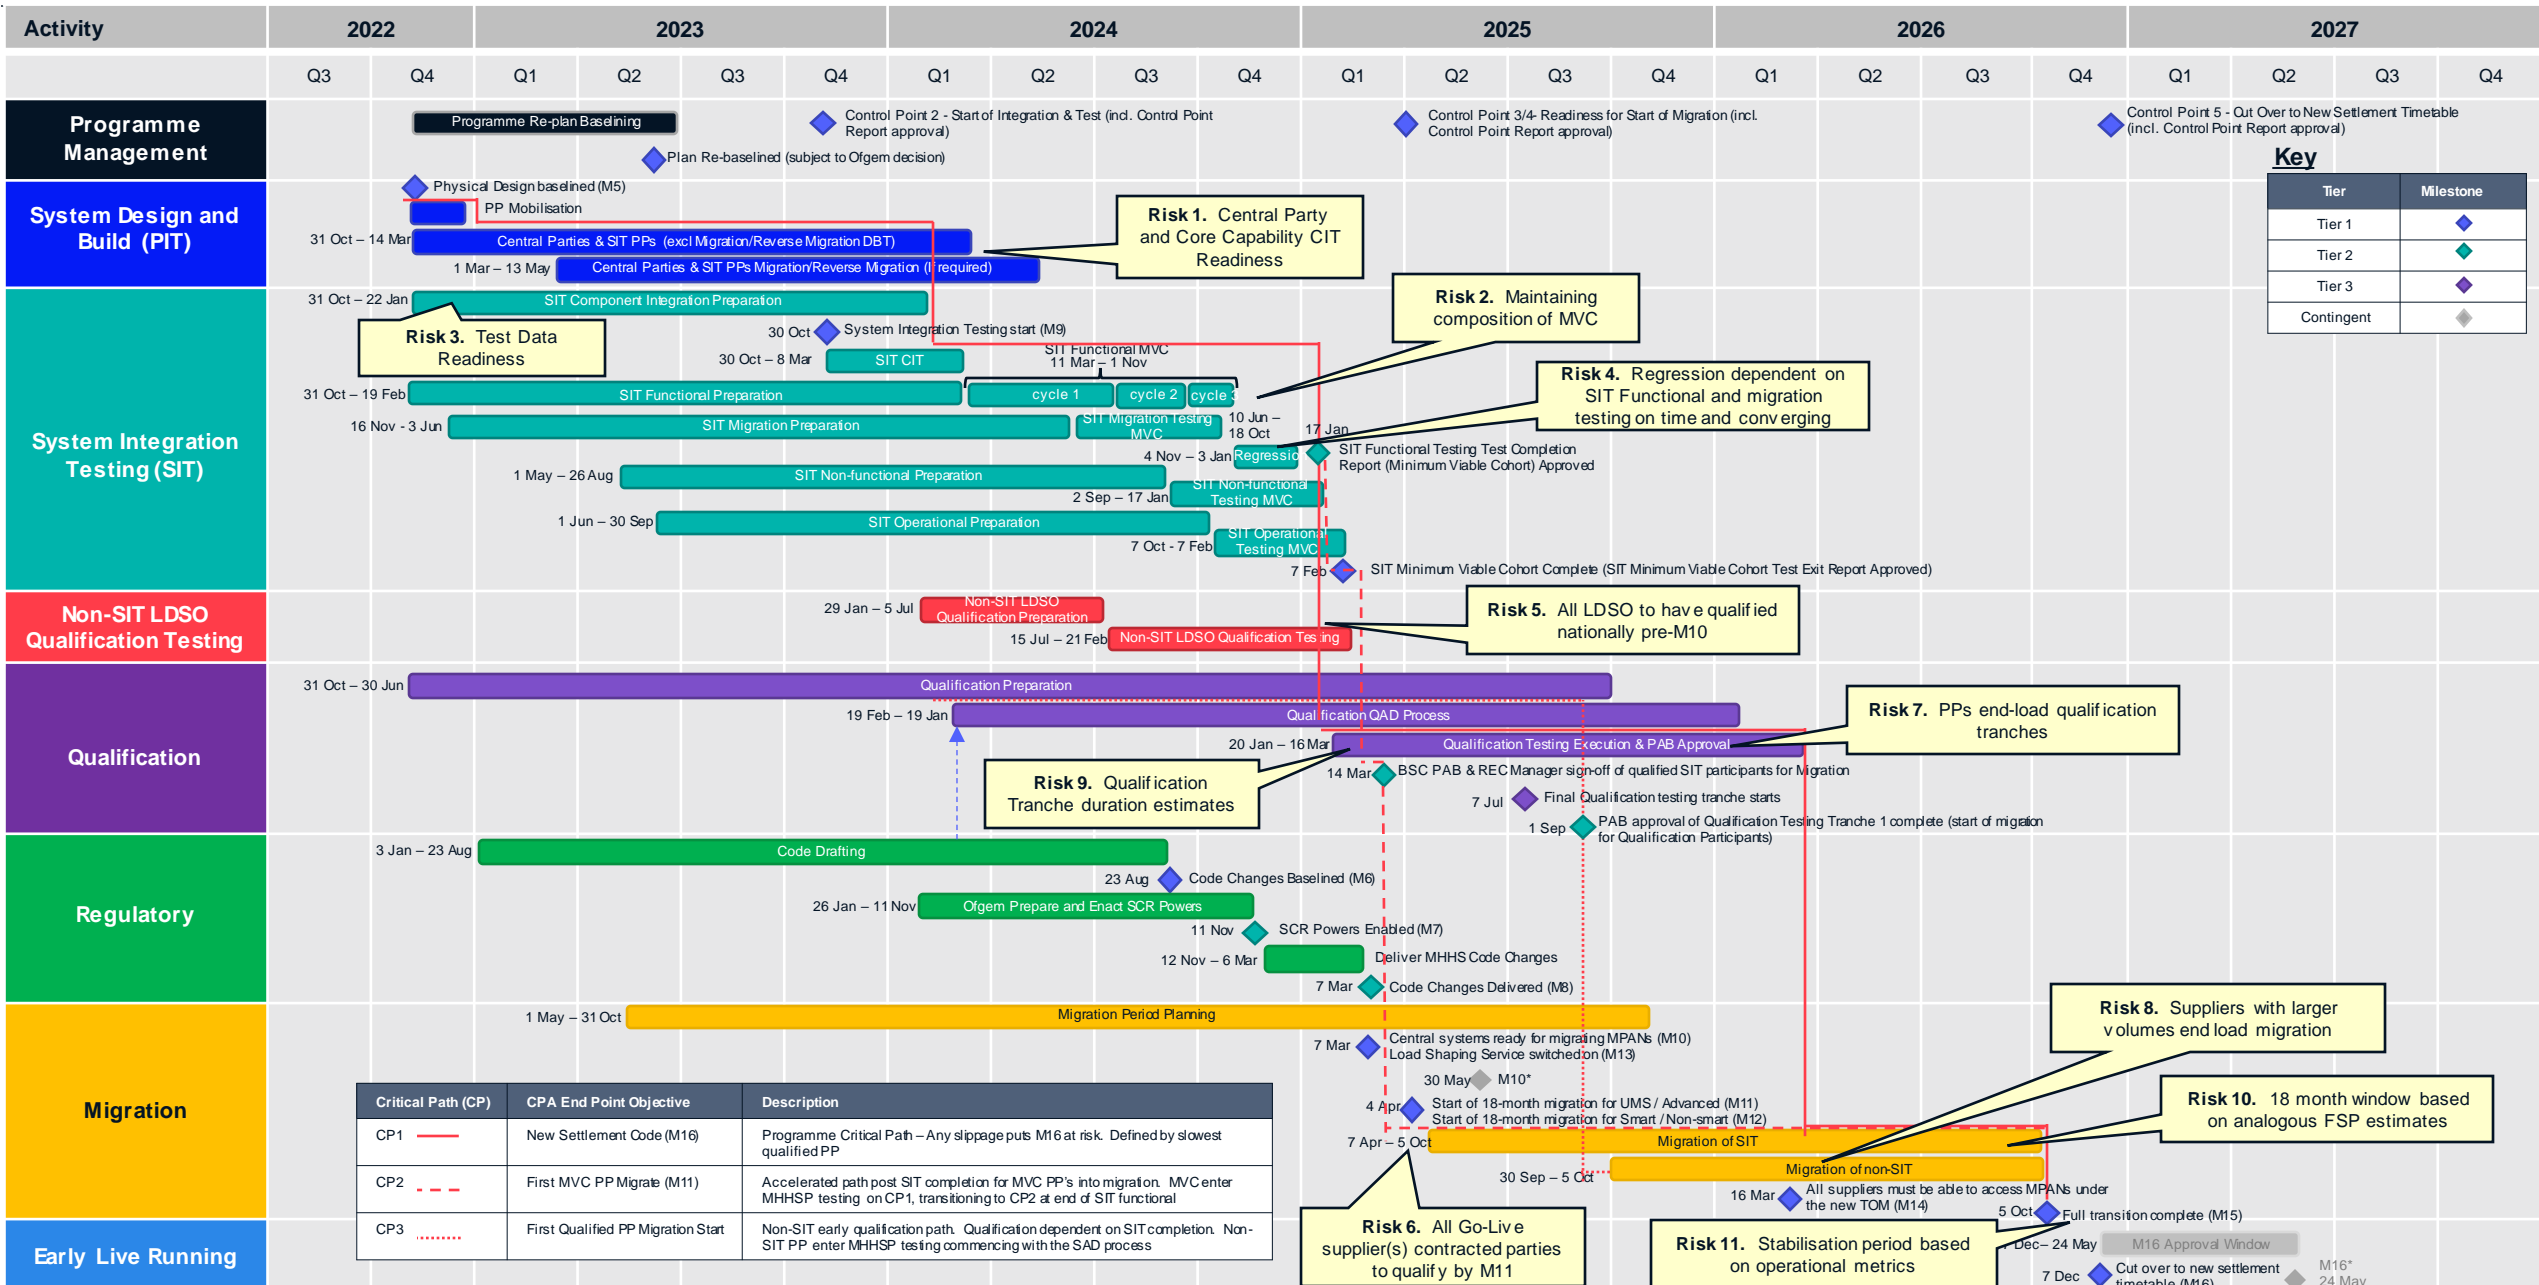 Activity
2022
2023
2024
2025
2026
2027
Q3
Q4
Q1
Q2
Q3
Q4
Q1
Q2
Q3
Q4
Q1
Q2
Q3
Q4
Q1
Q2
Q3
Q4
Q1
Q2
Q3
Q4
Programme
Management
Programme Re-plan Baselining
Control Point 2 - Start of Integration & Test (incl. Control Point
Report approval)
Control Point 3/4- Readiness for Start of Migration (incl.
Control Point Report approval)
Control Point 5 - Cut Over to New Settlement Timetable
(incl. Control Point Report approval)
Plan Re-baselined (subject to Ofgem decision)
Key
Tier
Milestone
Tier 1
Tier 2
Tier 3
Contingent
System Design and
Build (PIT)
Physical Design baselined (M5)
PP Mobilisation
31 Oct – 14 Mar
Central Parties & SIT PPs (excl Migration/Reverse Migration DBT)
1 Mar – 13 May
Central Parties & SIT PPs Migration/Reverse Migration (If required)
Risk 1. Central Party
and Core Capability CIT
Readiness
System Integration
Testing (SIT)
31 Oct – 22 Jan
SIT Component Integration Preparation
Risk 3. Test Data
Readiness
30 Oct
System Integration Testing start (M9)
30 Oct – 8 Mar
SIT CIT
SIT Functional MVC
11 Mar – 1 Nov
Risk 2. Maintaining
composition of MVC
31 Oct – 19 Feb
SIT Functional Preparation
cycle 1
cycle 2
cycle 3
Risk 4. Regression dependent on
SIT Functional and migration
testing on time and converging
16 Nov - 3 Jun
SIT Migration Preparation
SIT Migration Testing
MVC
10 Jun –
18 Oct
17 Jan
4 Nov – 3 Jan
Regressio
SIT Functional Testing Test Completion
Report (Minimum Viable Cohort) Approved
1 May – 26 Aug
SIT Non-functional Preparation
2 Sep – 17 Jan
SIT Non-functional
Testing MVC
1 Jun – 30 Sep
SIT Operational Preparation
7 Oct - 7 Feb
SIT Operational
Testing MVC
7 Feb
SIT Minimum Viable Cohort Complete (SIT Minimum Viable Cohort Test Exit Report Approved)
Non-SIT LDSO
Qualification Testing
29 Jan – 5 Jul
Non-SIT LDSO
Qualification Preparation
15 Jul – 21 Feb
Non-SIT LDSO Qualification Testing
Risk 5. All LDSO to have qualified
nationally pre-M10
Qualification
31 Oct – 30 Jun
Qualification Preparation
19 Feb – 19 Jan
Qualification QAD Process
20 Jan – 16 Mar
Qualification Testing Execution & PAB Approval
Risk 7. PPs end-load qualification
tranches
Risk 9. Qualification
Tranche duration estimates
14 Mar
BSC PAB & REC Manager sign-off of qualified SIT participants for Migration
7 Jul
Final Qualification testing tranche starts
1 Sep
PAB approval of Qualification Testing Tranche 1 complete (start of migration
for Qualification Participants)
Regulatory
3 Jan – 23 Aug
Code Drafting
23 Aug
Code Changes Baselined (M6)
26 Jan – 11 Nov
Ofgem Prepare and Enact SCR Powers
11 Nov
SCR Powers Enabled (M7)
12 Nov – 6 Mar
Deliver MHHS Code Changes
7 Mar
Code Changes Delivered (M8)
Migration
1 May – 31 Oct
Migration Period Planning
7 Mar
Central systems ready for migrating MPANs (M10)
Load Shaping Service switched on (M13)
30 May
M10*
4 Apr
Start of 18-month migration for UMS / Advanced (M11)
Start of 18-month migration for Smart / Non-smart (M12)
7 Apr – 5 Oct
Migration of SIT
30 Sep – 5 Oct
Migration of non-SIT
16 Mar
All suppliers must be able to access MPANs under
the new TOM (M14)
5 Oct
Full transition complete (M15)
Risk 8. Suppliers with larger
volumes end load migration
Risk 10. 18 month window based
on analogous FSP estimates
Risk 6. All Go-Live
supplier(s) contracted parties
to qualify by M11
Risk 11. Stabilisation period based
on operational metrics
Critical Path (CP)
CPA End Point Objective
Description
CP1
New Settlement Code (M16)
Programme Critical Path – Any slippage puts M16 at risk. Defined by slowest
qualified PP
CP2
First MVC PP Migrate (M11)
Accelerated path post SIT completion for MVC PP's into migration. MVC enter
MHHSP testing on CP1, transitioning to CP2 at end of SIT functional
CP3
First Qualified PP Migration Start
Non-SIT early qualification path. Qualification dependent on SIT completion. Non-
SIT PP enter MHHSP testing commencing with the SAD process
Early Live Running
7 Dec – 24 May
M16 Approval Window
7 Dec
Cut over to new settlement
timetable (M16)
M16*
24 May